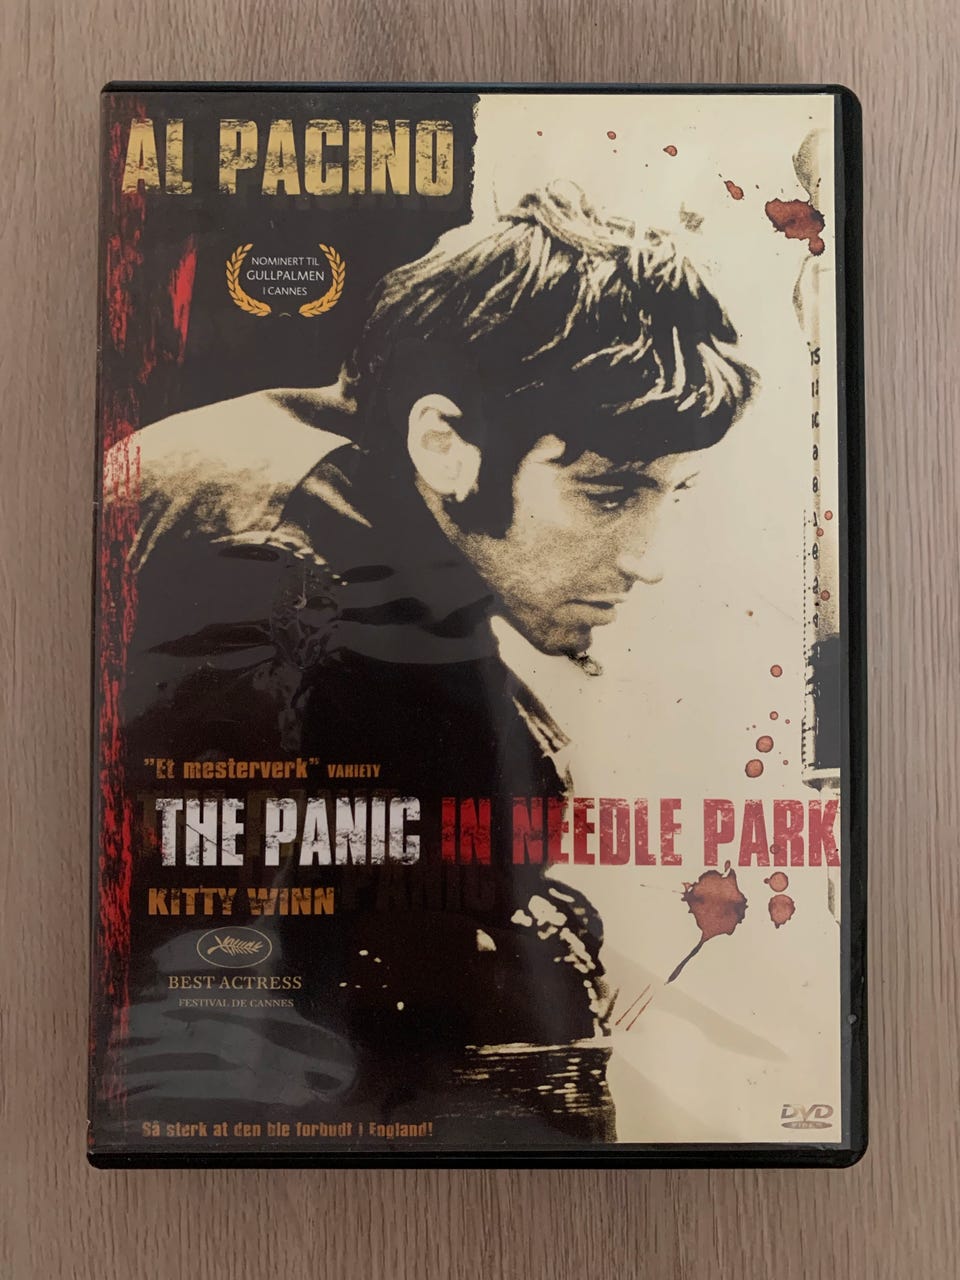 AL PACINO
NOMINERT TIL
GULLPALMEN
I CANNES
"Et mesterverk" VARIETY
THE PANIC IN NEEDLE PARK
KITTY WINN
BEST ACTRESS
FESTIVAL DE CANNES
Så sterk at den ble forbudt i England!
DVD
VIDEO